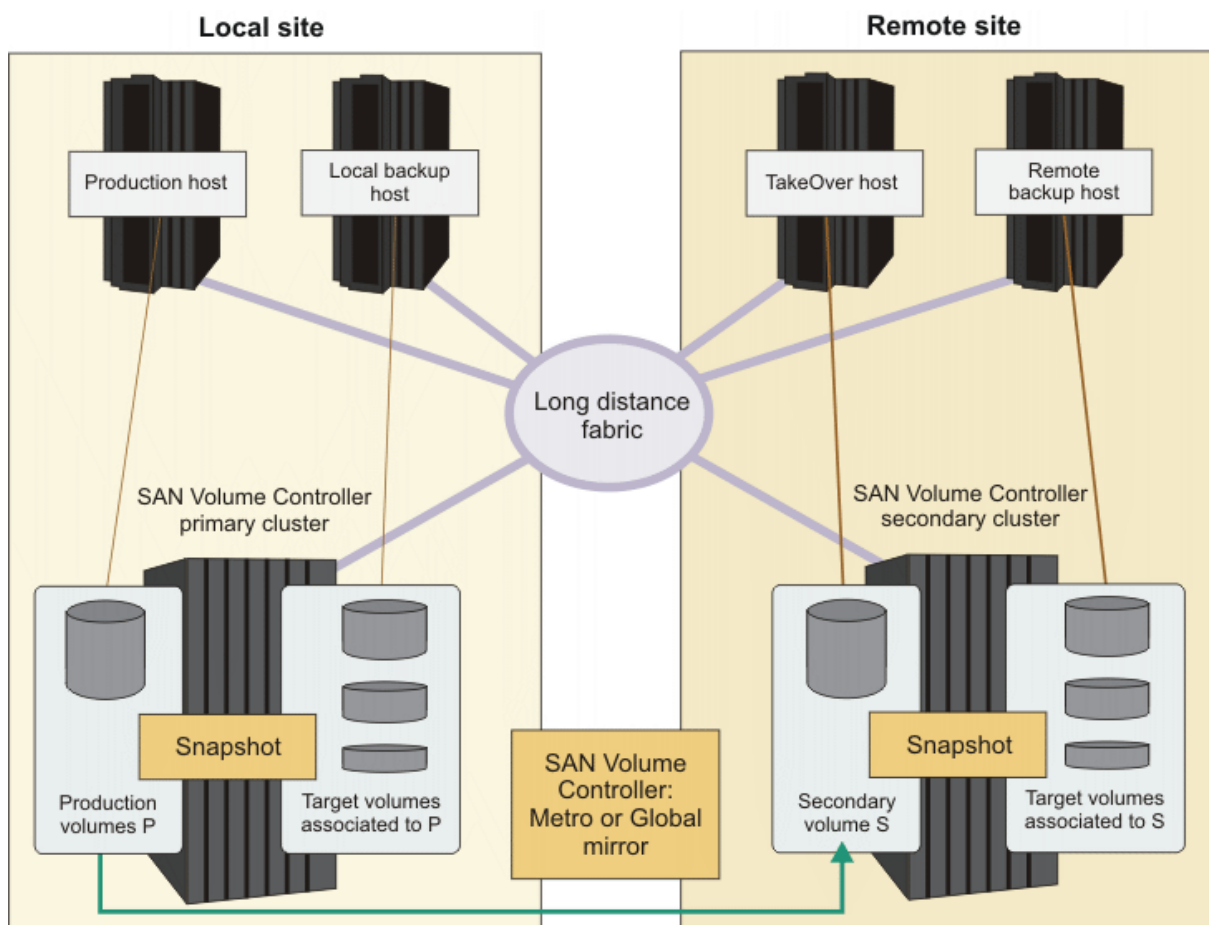 Local site
Remote site
Production host
Local backup
host
TakeOver host
Remote
backup host
Long distance
fabric
SAN Volume Controller
primary cluster
SAN Volume Controller
secondary cluster
Snapshot
Production
volumes P
Target volumes
associated to P
SAN Volume
Controller:
Metro or Global
mirror
Snapshot
Secondary
volume S
Target volumes
associated to S